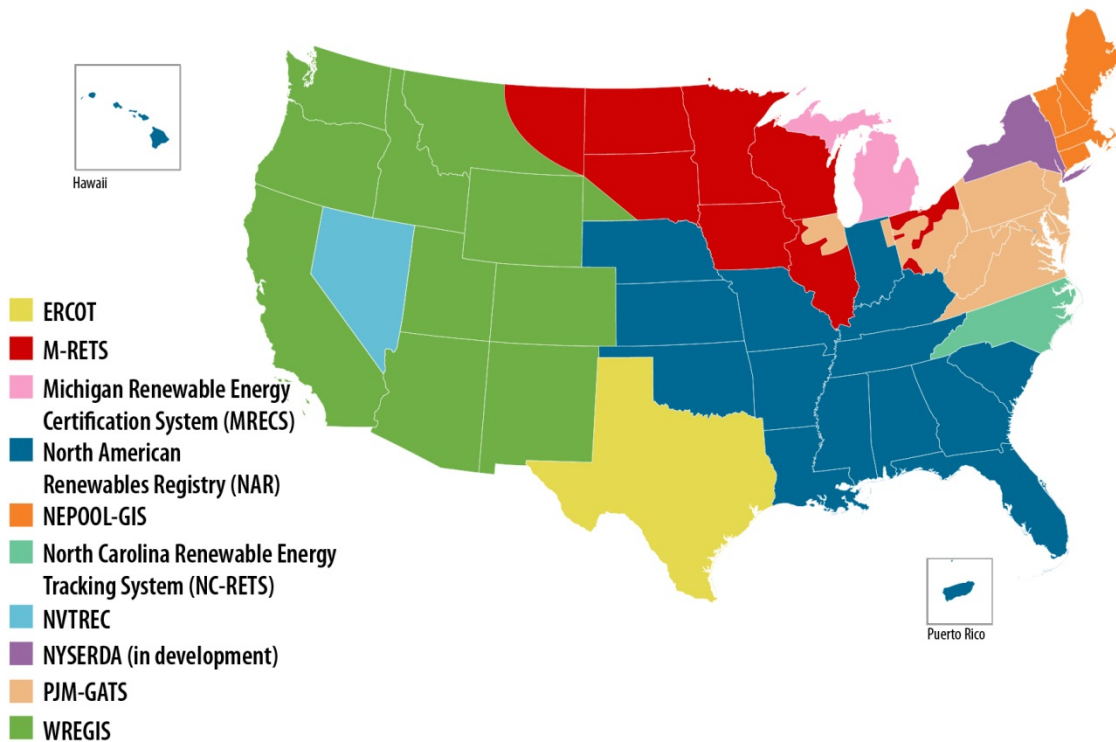 Hawaii
ERCOT
M-RETS
Michigan Renewable Energy
Certification System (MRECS)
North American
Renewables Registry (NAR)
NEPOOL-GIS
North Carolina Renewable Energy
Tracking System (NC-RETS)
NVTREC
NYSERDA (in development)
PJM-GATS
WREGIS
Puerto Rico